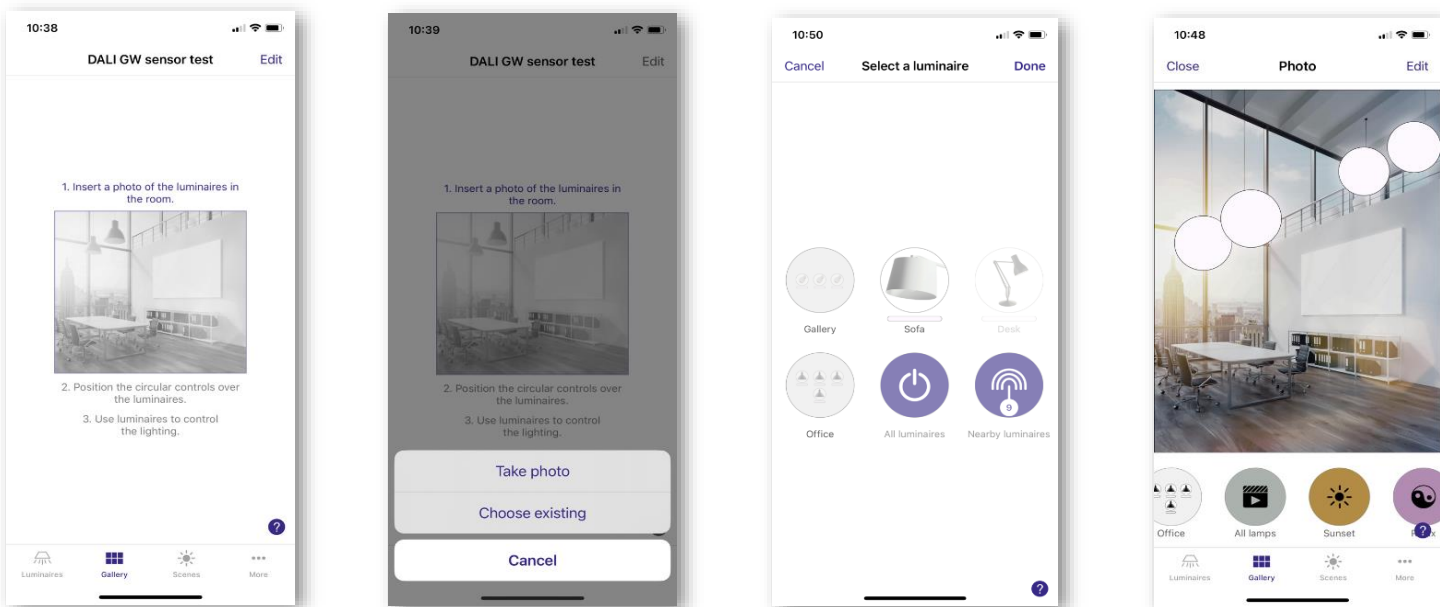 10:38
DALI GW sensor test
Edit
1. Insert a photo of the luminaires in
the room.
2. Position the circular controls over
the luminaires.
3. Use luminaires to control
the lighting.
?
Luminaires
Gallery
Scenes
More
10:39
DALI GW sensor test
Edit
1. Insert a photo of the luminaires in
the room.
2. Position the circular controls over
the luminaires.
3. Use luminaires to control
the lighting.
Take photo
Choose existing
Cancel
10:50
Cancel
Select a luminaire
Done
Gallery
Sofa
Desk
9
Office
All luminaires
Nearby luminaires
?
10:48
Close
Photo
Edit
Office
All lamps
Sunset
?
Luminaires
Gallery
Scenes
More